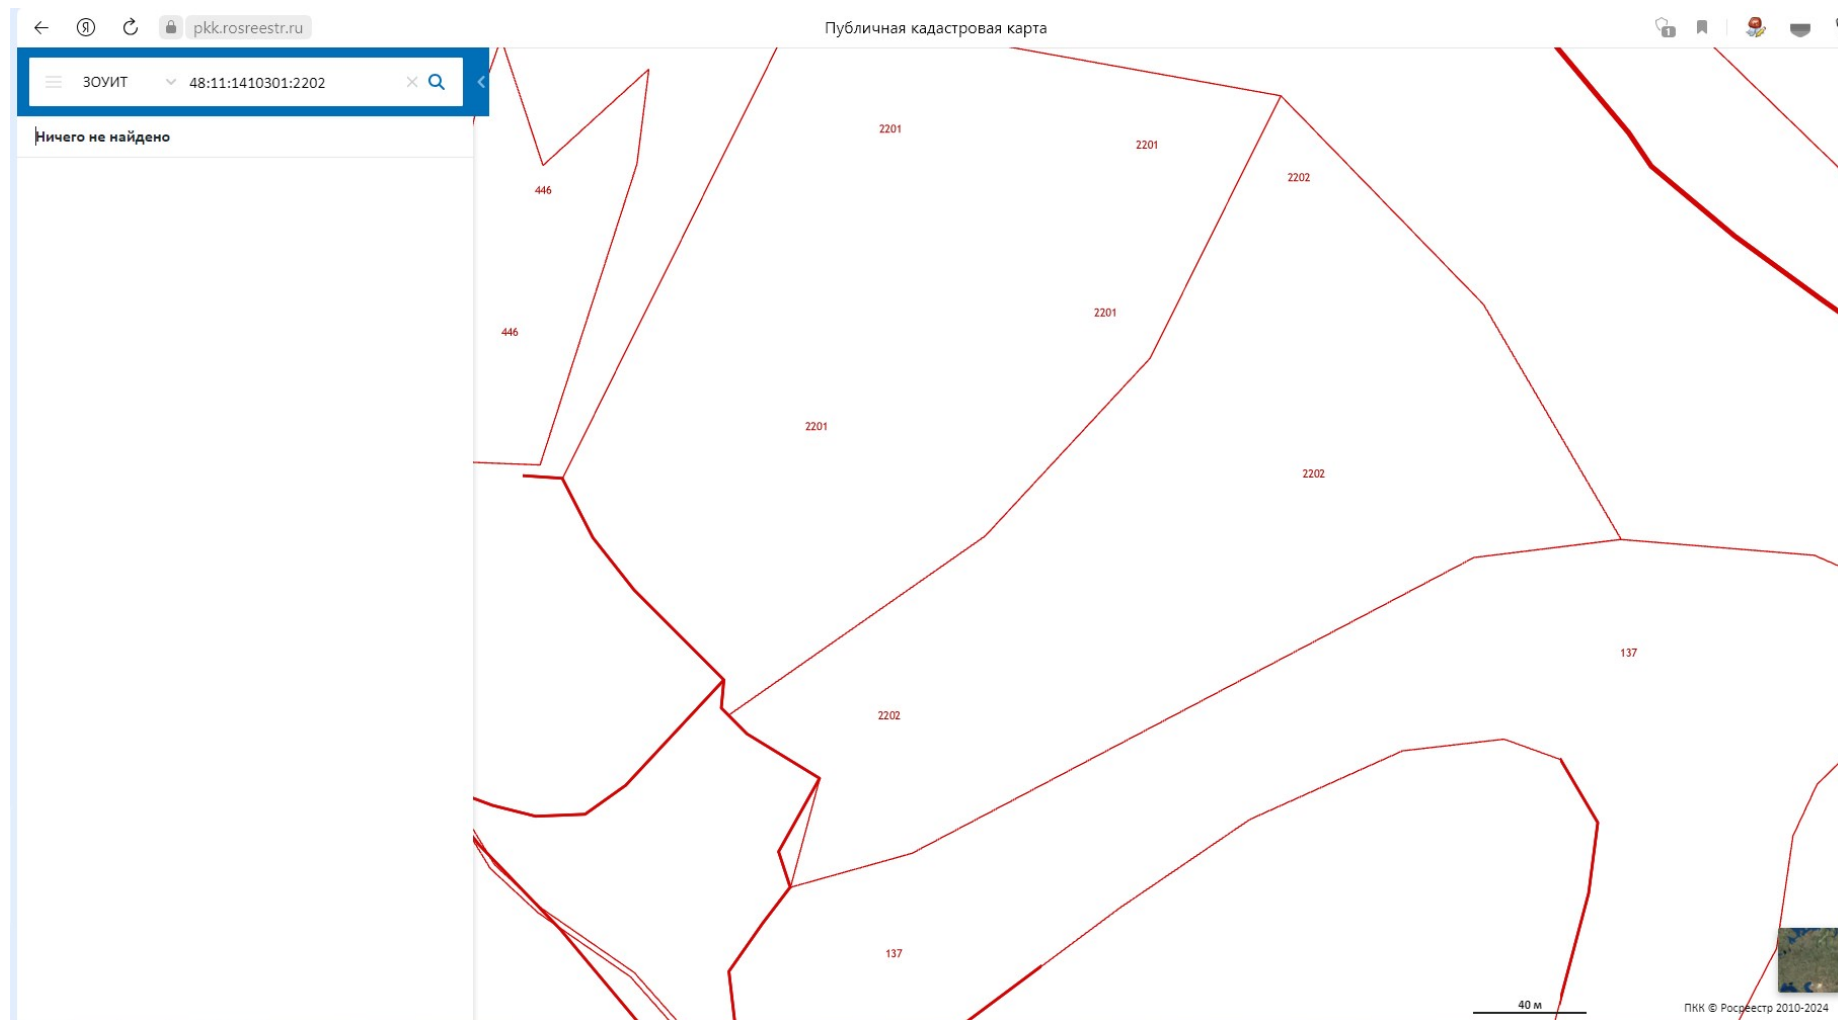 pkk.rosreestr.ru
Публичная кадастровая карта
1
ЗОУИТ
48:11:1410301:2202
Ничего не найдено
2201
2201
2202
446
2201
446
2201
2202
137
2202
137
40 м
ПКК © Росреестр 2010-2024